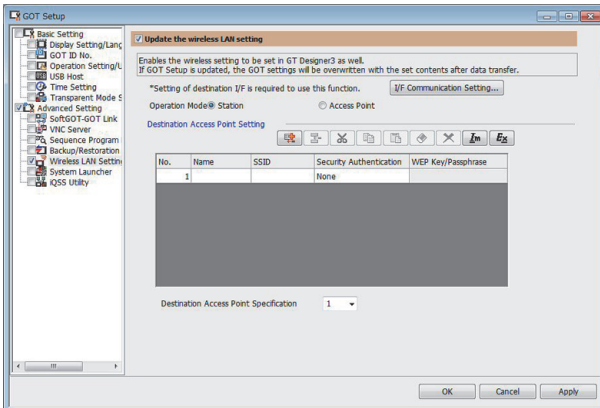 GOT Setup
Basic Setting
Display Setting/Lang
GOT ID No.
Operation Setting/U
USB Host
Time Setting
Transparent Mode S
Advanced Setting
SoftGOT-GOT Link
VNC Server
Sequence Program
Backup/Restoration
Wireless LAN Settin
System Launcher
iQSS Utility
Update the wireless LAN setting
Enables the wireless setting to be set in GT Designer3 as well.
If GOT Setup is updated, the GOT settings will be overwritten with the set contents after data transfer.
*Setting of destination I/F is required to use this function.
I/F Communication Setting...
Operation Mode Station Access Point
Destination Access Point Setting
Im Ex
No. Name SSID Security Authentication WEP Key/Passphrase
1 None
Destination Access Point Specification 1
OK Cancel Apply